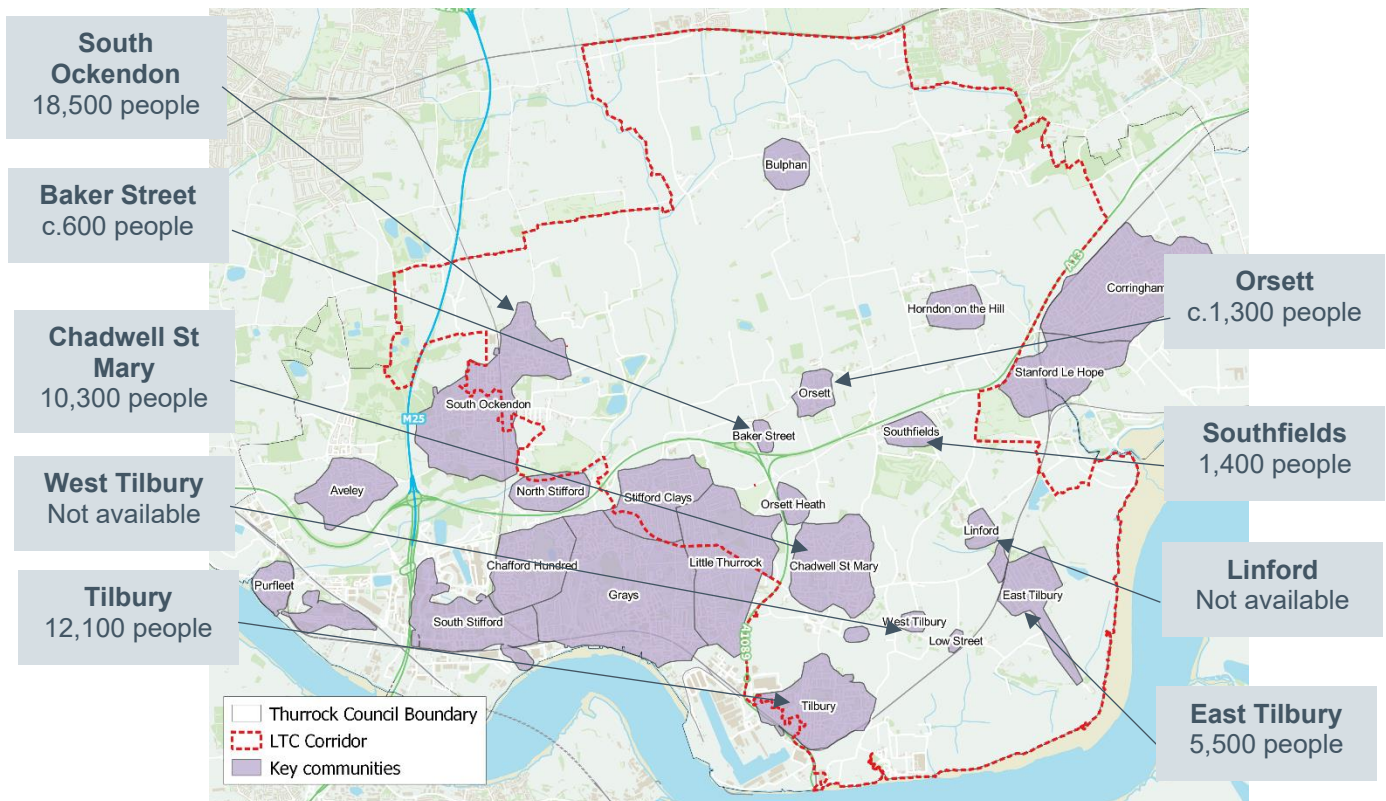 South
Ockendon
18,500 people
Baker Street
c.600 people
Chadwell St
Mary
10,300 people
West Tilbury
Not available
Tilbury
12,100 people
Bulphan
Corringham
Horndon on the Hill
Stanford Le Hope
A13
Orsett
South Ockendon
M25
Baker Street
Southfields
Aveley
North Stifford
Stifford Clays
Orsett Heath
Linford
Chafford Hundred
Little Thurrock
Chadwell St Mary
Purfleet
Grays
East Tilbury
South Stifford
West Tilbury
Low Street
A1089
Tilbury
Thurrock Council Boundary
LTC Corridor
Key communities
Orsett
c.1,300 people
Southfields
1,400 people
Linford
Not available
East Tilbury
5,500 people